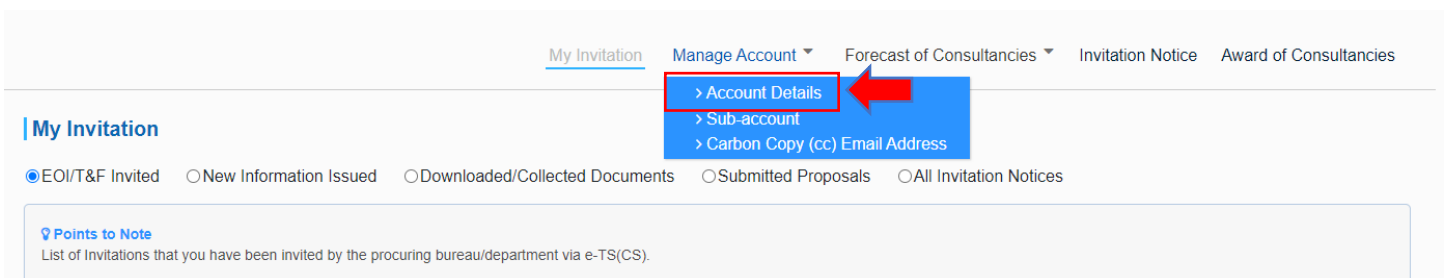 My Invitation Manage Account Forecast of Consultancies Invitation Notice Award of Consultancies
> Account Details
> Sub-account
> Carbon Copy (cc) Email Address
My Invitation
EOI/T&F Invited New Information Issued Downloaded/Collected Documents Submitted Proposals All Invitation Notices
Points to Note
List of Invitations that you have been invited by the procuring bureau/department via e-TS(CS).